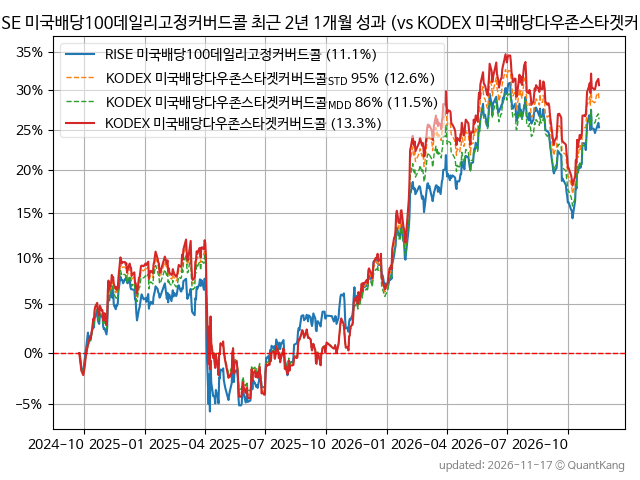 SE 미국배당100데일리고정커버드콜 최근 2년 1개월 성과 (vs KODEX 미국배당다우존스타겟커
RISE 미국배당100데일리고정커버드콜 (11.1%)
KODEX 미국배당다우존스타겟커버드콜STD 95% (12.6%)
KODEX 미국배당다우존스타겟커버드콜MDD 86% (11.5%)
KODEX 미국배당다우존스타겟커버드콜 (13.3%)
35%
30%
25%
20%
15%
10%
5%
0%
−5%
2024-10 2025-01 2025-04 2025-07 2025-10 2026-01 2026-04 2026-07 2026-10
updated: 2026-11-17 © QuantKang